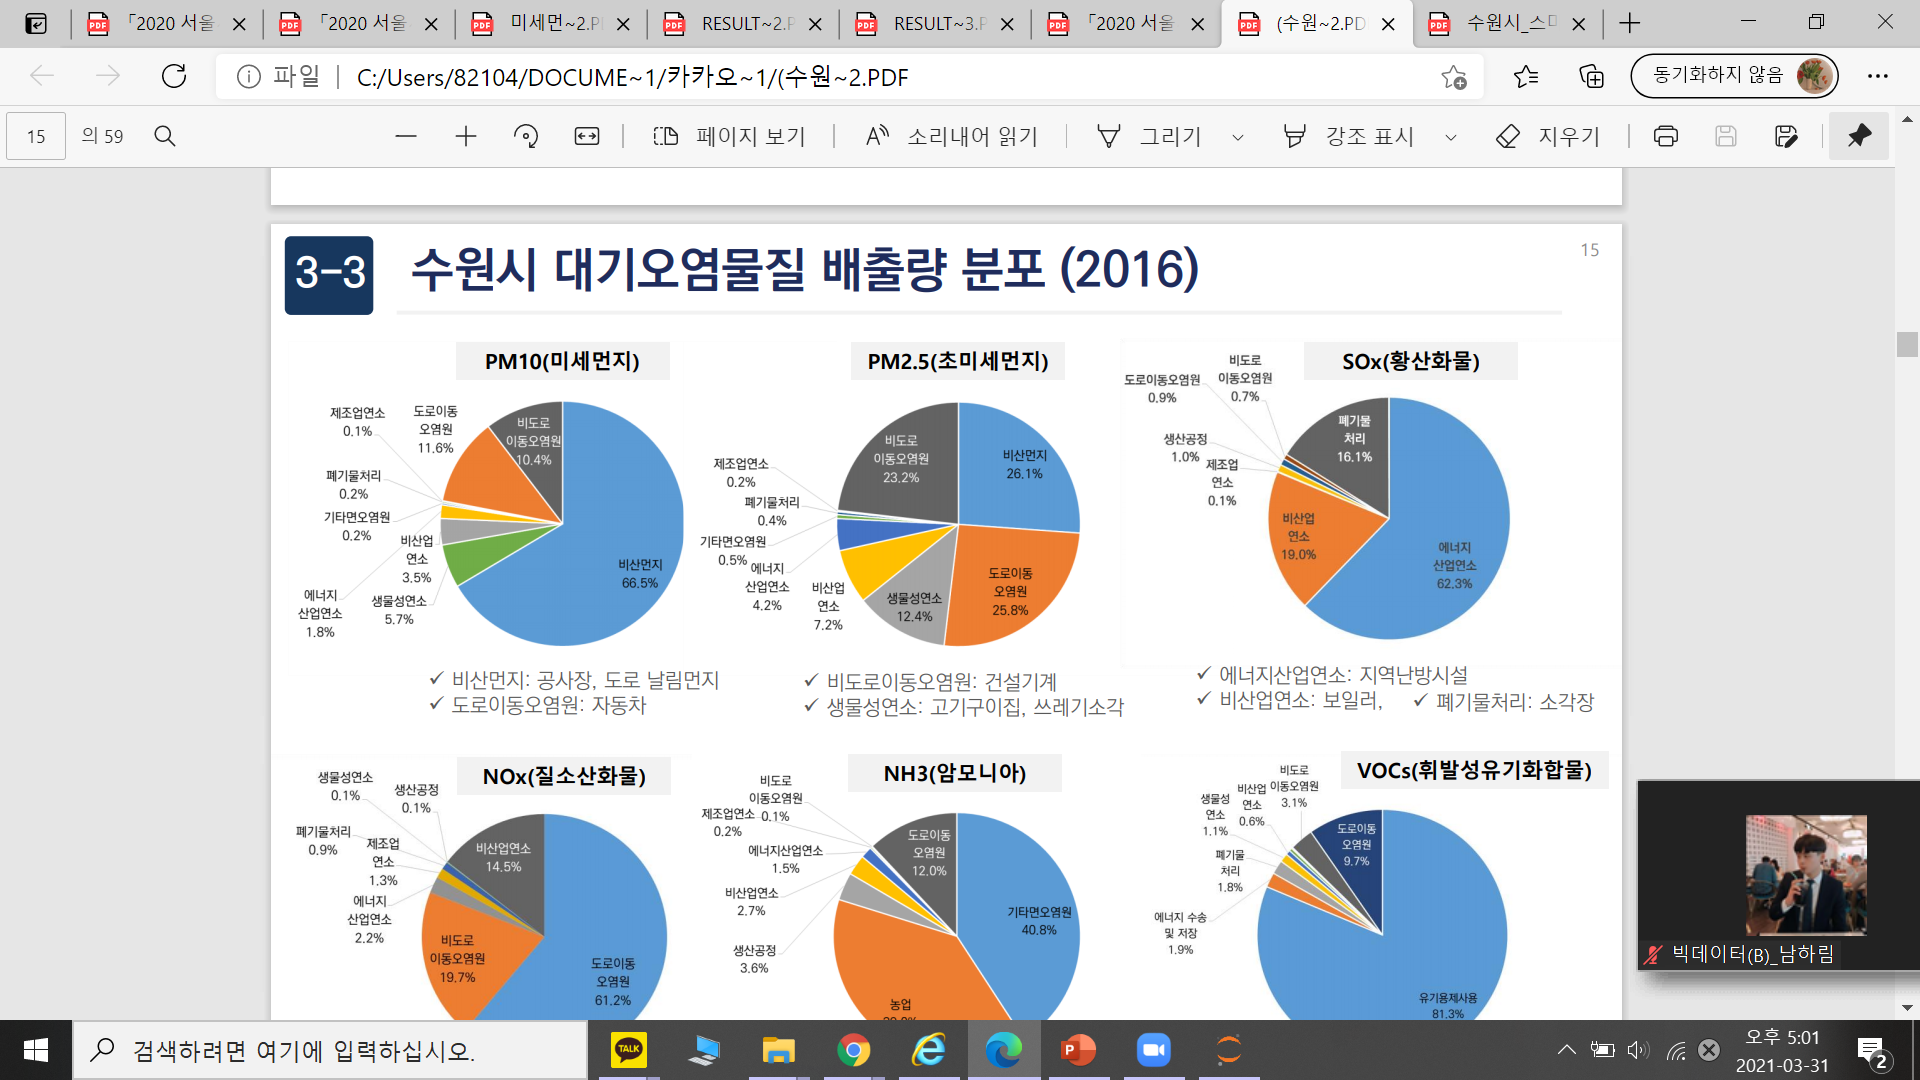 「2020 서울
「2020 서울
미세먼~2.P
RESULT~2.P
RESULT~3.P
「2020 서울
(수원~2.PD
수원시_스마
파일
C:/Users/82104/DOCUME~1/카카오~1/(수원~2.PDF
동기화하지 않음
15 의 59
페이지 보기
소리내어 읽기
그리기
강조 표시
지우기
3-3
수원시 대기오염물질 배출량 분포 (2016)
15
PM10(미세먼지)
제조업연소
0.1%
도로이동
오염원
11.6%
비도로
이동오염원
10.4%
폐기물처리
0.2%
기타면오염원
0.2%
비산업
연소
3.5%
에너지
산업연소
1.8%
생물성연소
5.7%
비산먼지
66.5%
✓ 비산먼지: 공사장, 도로 날림먼지
✓ 도로이동오염원: 자동차
PM2.5(초미세먼지)
비도로
이동오염원
23.2%
비산먼지
26.1%
제조업연소
0.2%
폐기물처리
0.4%
기타면오염원
0.5%
에너지
산업연소
4.2%
비산업
연소
7.2%
생물성연소
12.4%
도로이동
오염원
25.8%
✓ 비도로이동오염원: 건설기계
✓ 생물성연소: 고기구이집, 쓰레기소각
SOx(황산화물)
비도로
이동오염원
0.7%
도로이동오염원
0.9%
생산공정
1.0%
제조업
연소
0.1%
폐기물
처리
16.1%
비산업
연소
19.0%
에너지
산업연소
62.3%
✓ 에너지산업연소: 지역난방시설
✓ 비산업연소: 보일러, ✓ 폐기물처리: 소각장
NOx(질소산화물)
생물성연소
0.1%
생산공정
0.1%
폐기물처리
0.9%
제조업
연소
1.3%
에너지
산업연소
2.2%
비산업연소
14.5%
비도로
이동오염원
19.7%
도로이동
오염원
61.2%
NH3(암모니아)
비도로
이동오염원
0.1%
제조업연소
0.2%
에너지산업연소
1.5%
비산업연소
2.7%
생산공정
3.6%
도로이동
오염원
12.0%
기타면오염원
40.8%
농업
VOCs(휘발성유기화합물)
비도로
이동오염원
3.1%
비산업
연소
0.6%
생물성
연소
1.1%
폐기물
처리
1.8%
에너지 수송
및 저장
1.9%
도로이동
오염원
9.7%
유기용제사용
81.3%
빅데이터(B)_남하림
검색하려면 여기에 입력하십시오.
TALK
오후 5:01
2021-03-31
2